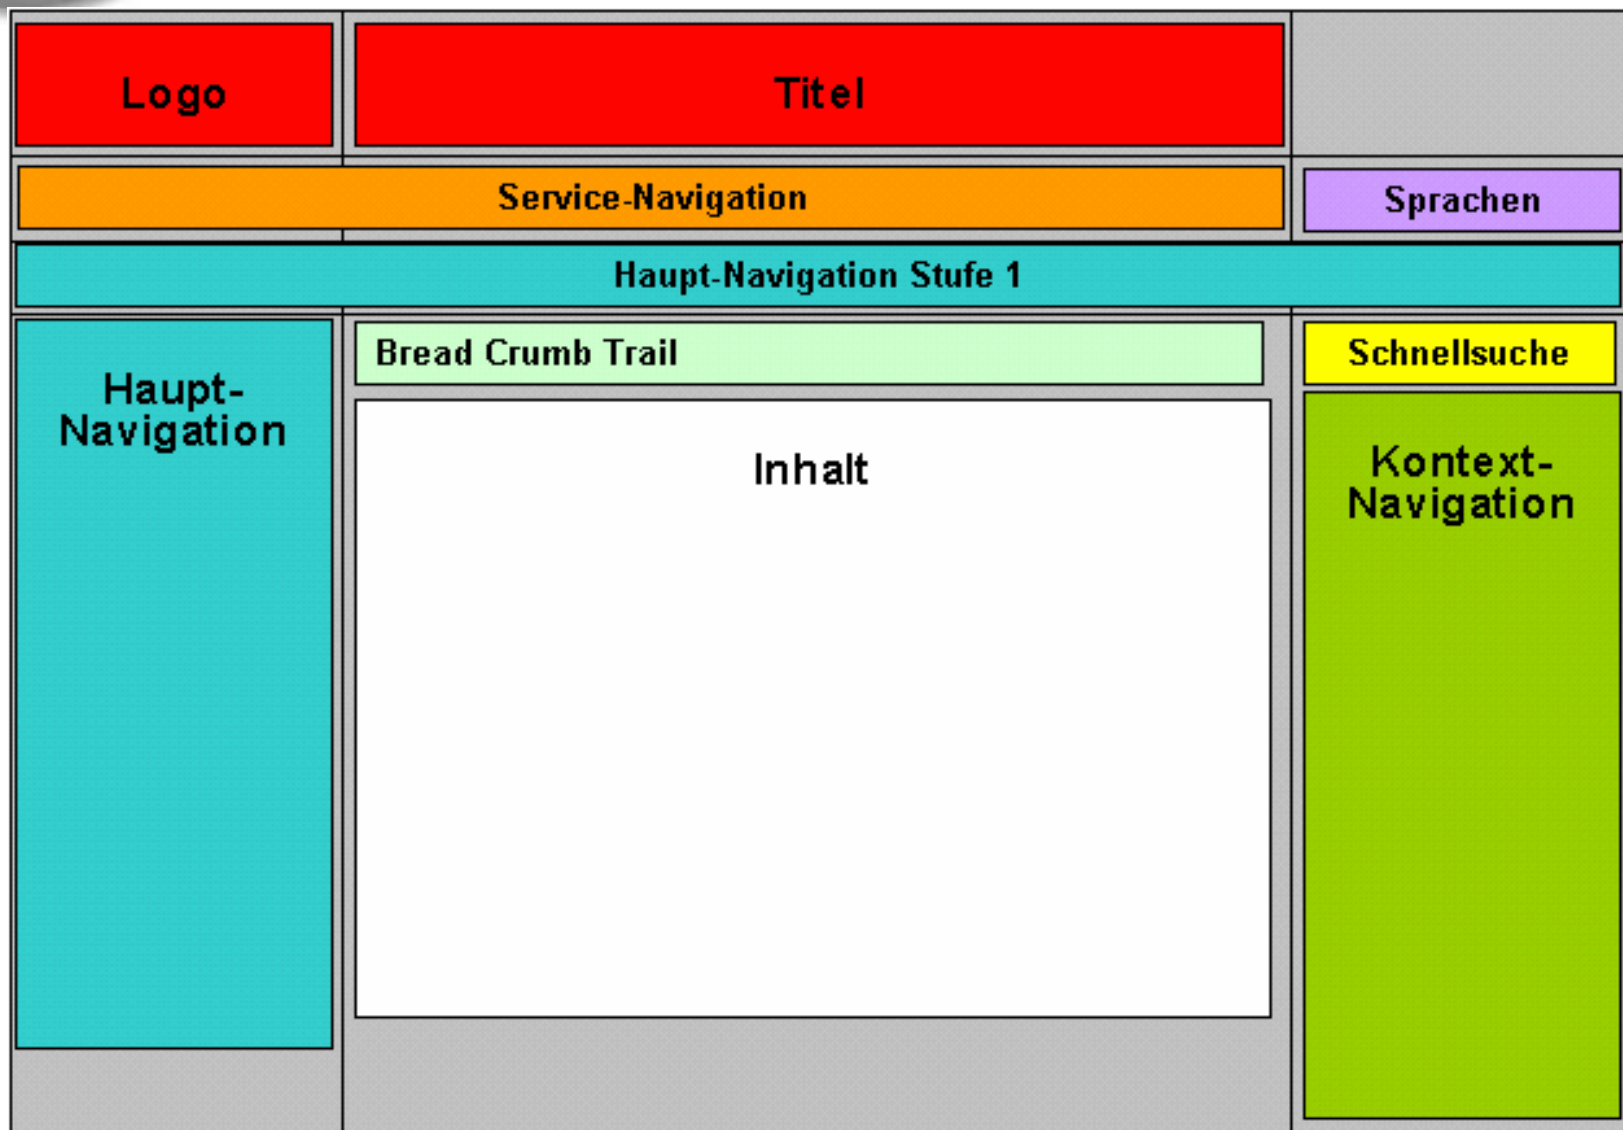 Logo
Titel
Service-Navigation
Sprachen
Haupt-Navigation Stufe 1
Haupt-
Navigation
Bread Crumb Trail
Schnellsuche
Inhalt
Kontext-
Navigation